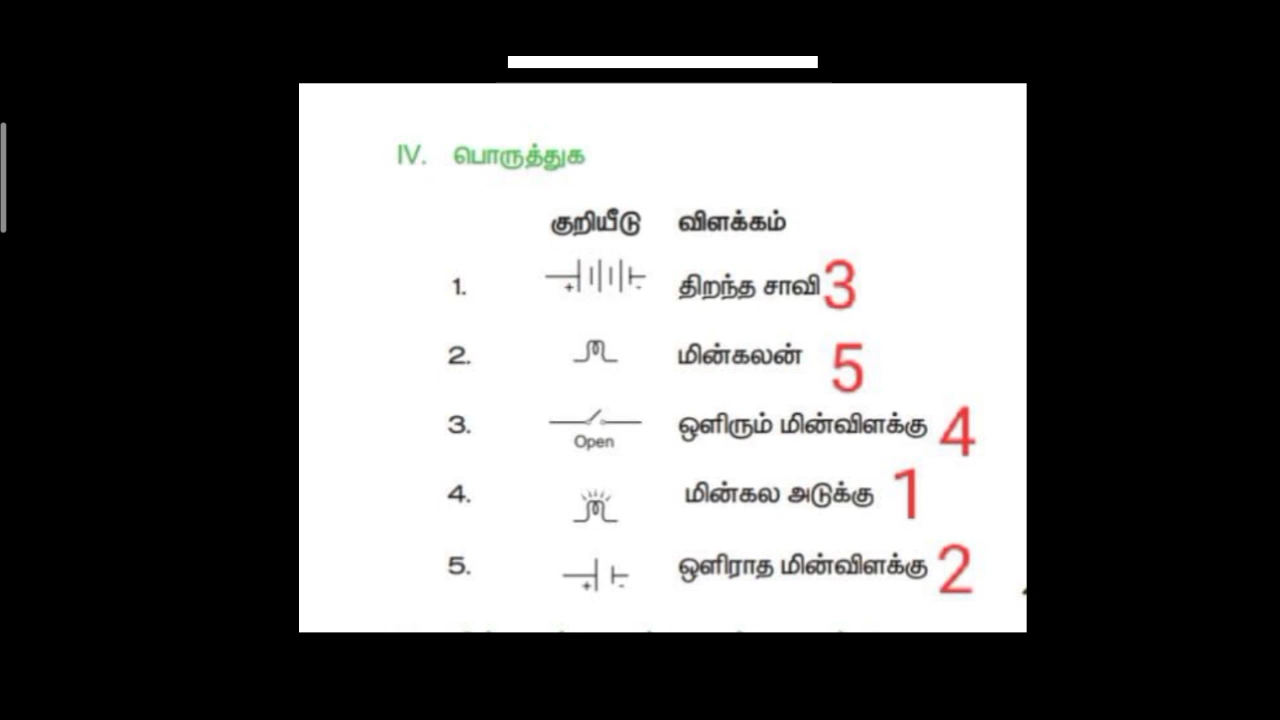 IV. பொருத்துக
குறியீடு விளக்கம்
1. + - திறந்த சாவி 3
2. மின்கலன் 5
3. Open ஒளிரும் மின்விளக்கு 4
4. மின்கல அடுக்கு 1
5. + - ஒளிராத மின்விளக்கு 2